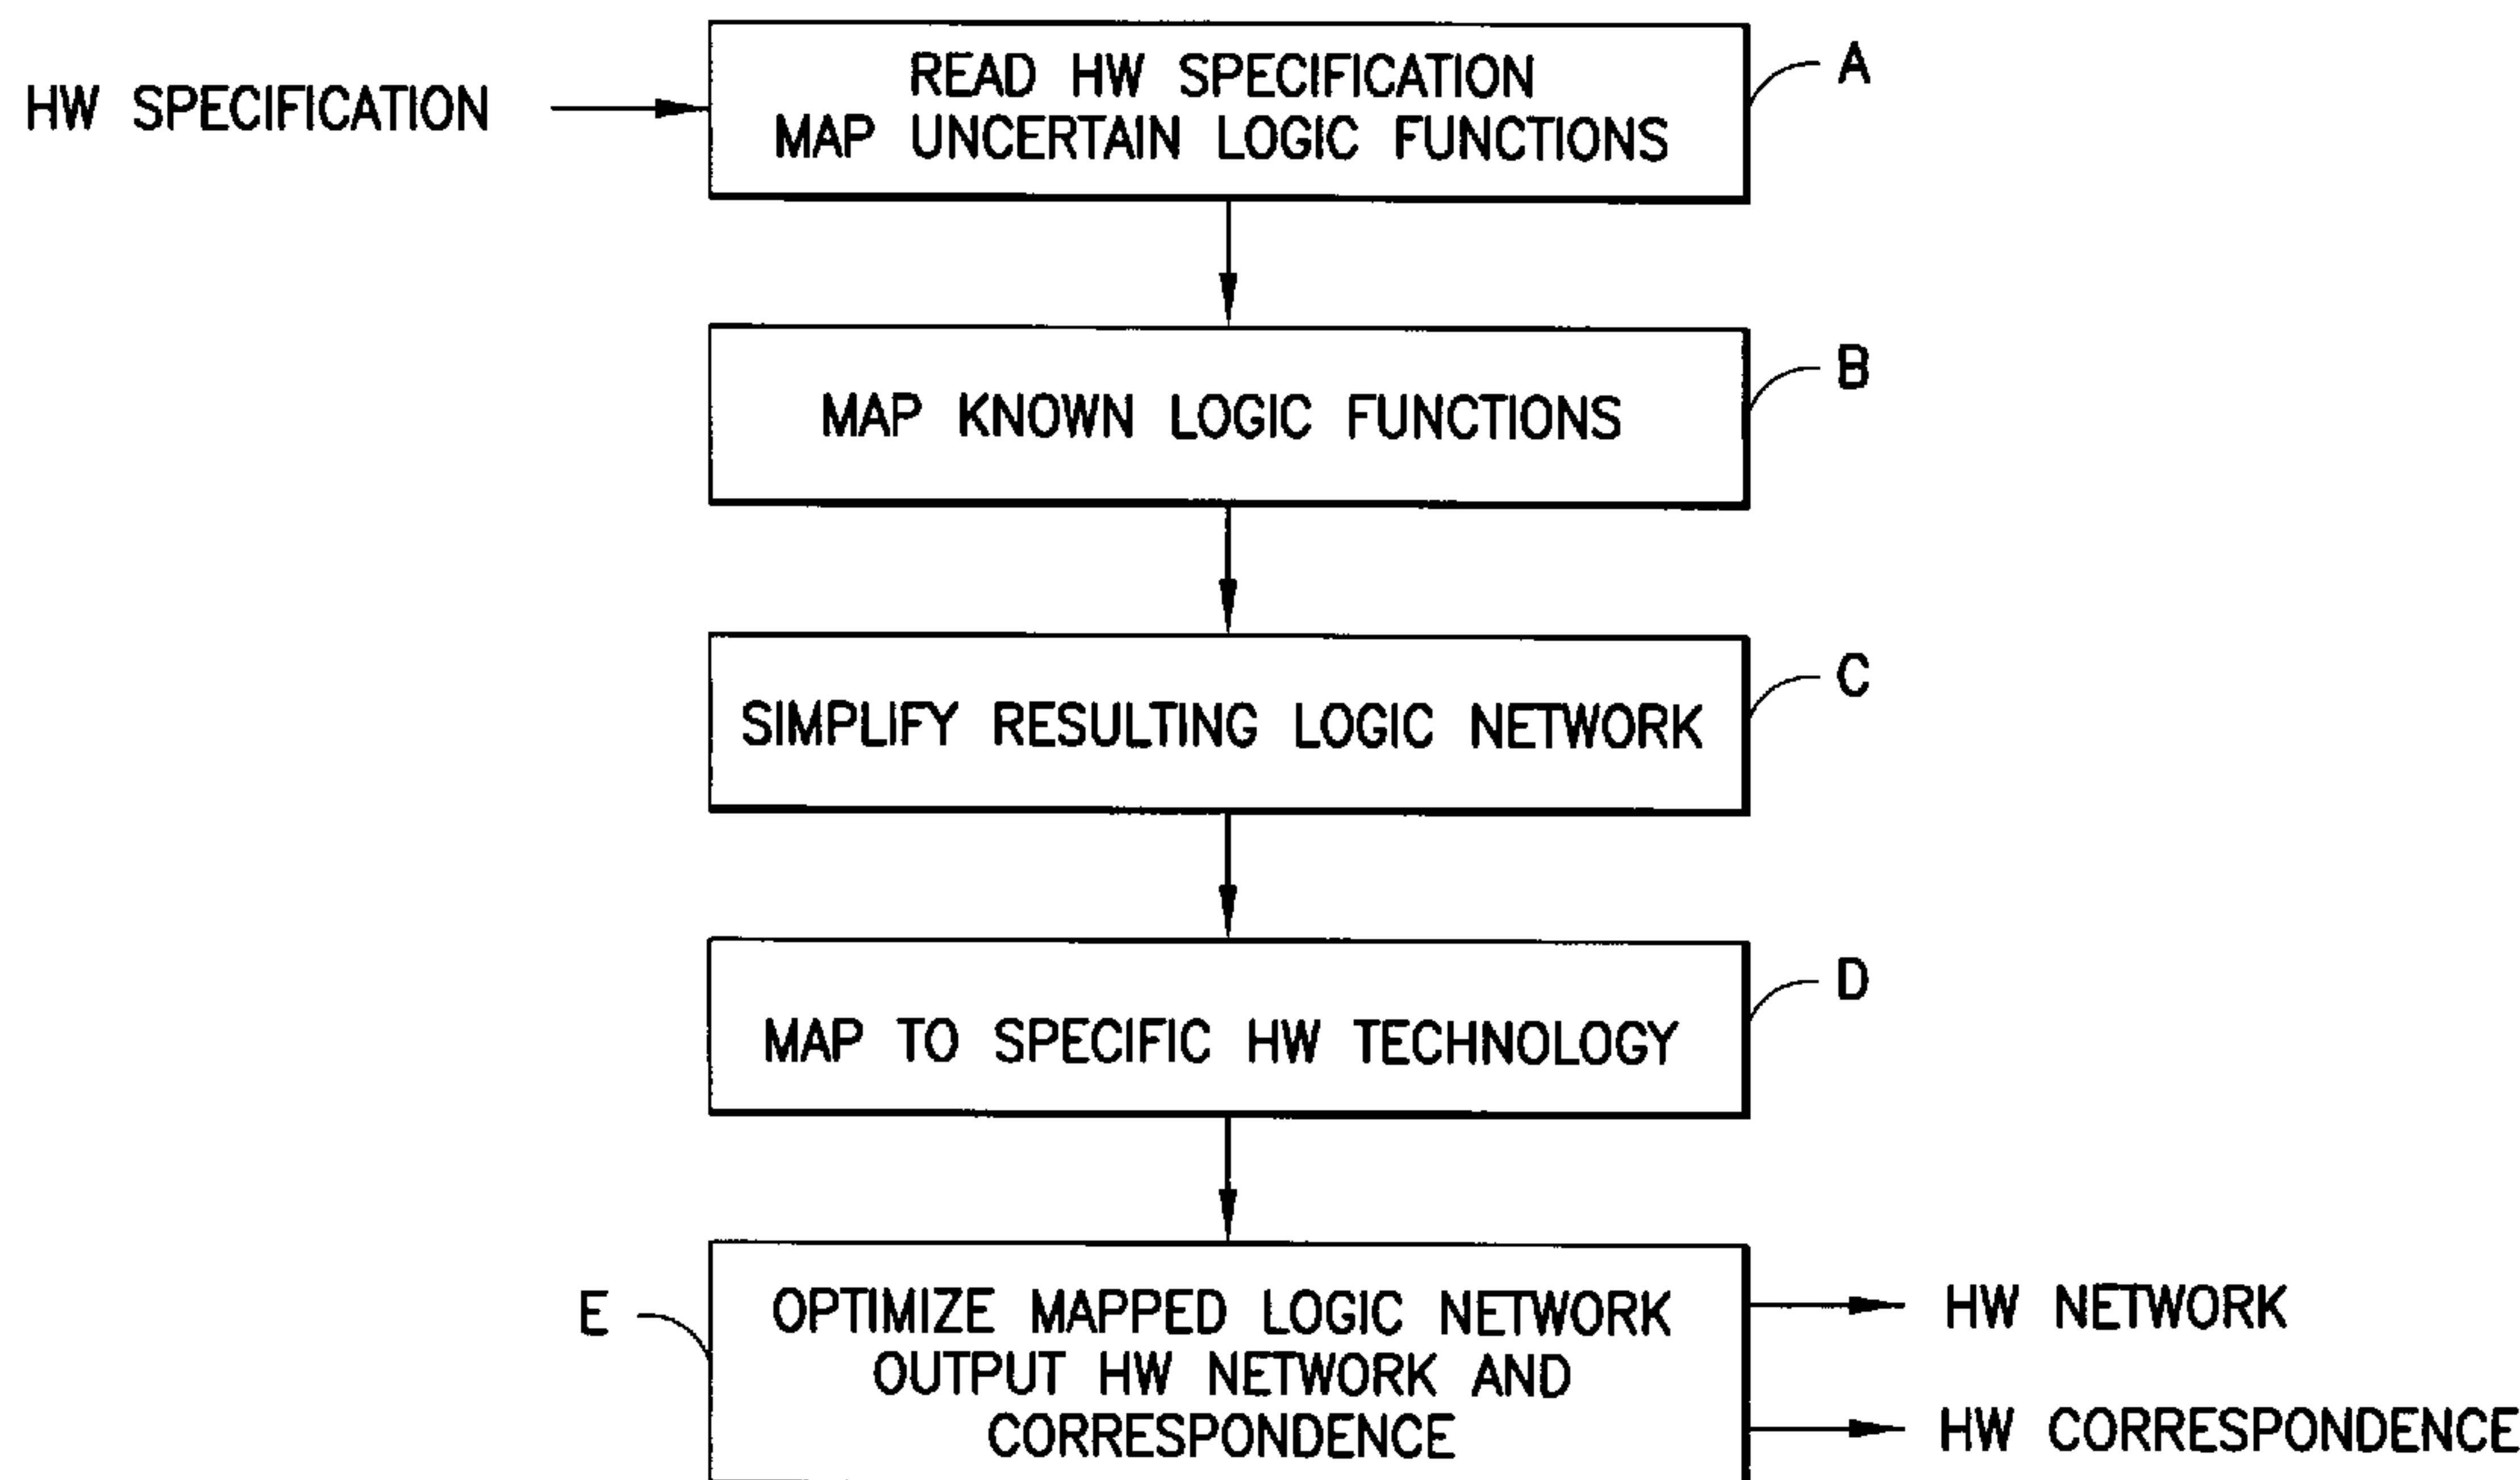 HW SPECIFICATION
READ HW SPECIFICATION
MAP UNCERTAIN LOGIC FUNCTIONS
A
MAP KNOWN LOGIC FUNCTIONS
B
SIMPLIFY RESULTING LOGIC NETWORK
C
MAP TO SPECIFIC HW TECHNOLOGY
D
E
OPTIMIZE MAPPED LOGIC NETWORK
OUTPUT HW NETWORK AND
CORRESPONDENCE
HW NETWORK
HW CORRESPONDENCE